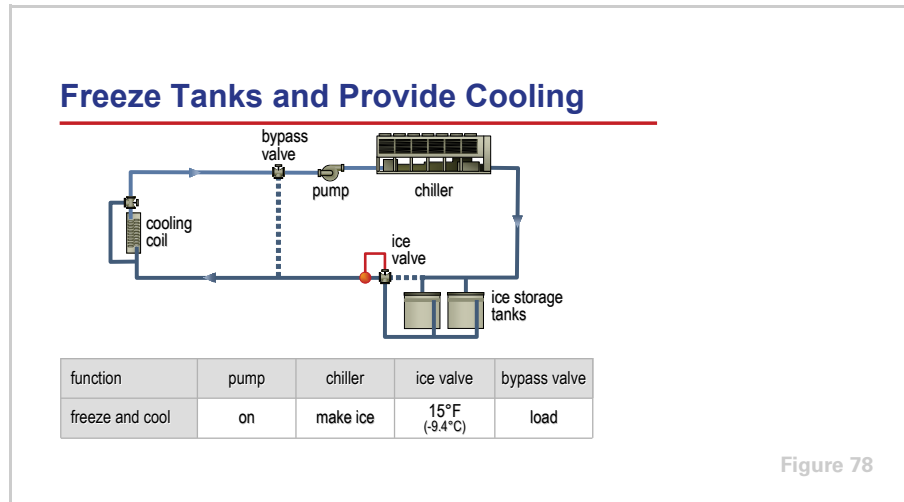 Freeze Tanks and Provide Cooling
bypass
valve
pump
chiller
cooling
coil
ice
valve
ice storage
tanks
function pump chiller ice valve bypass valve
freeze and cool on make ice 15°F load
(-9.4°C)
Figure 78